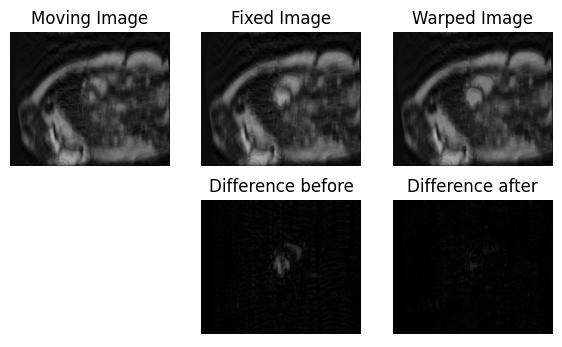 Moving Image
Fixed Image
Warped Image
Difference before
Difference after